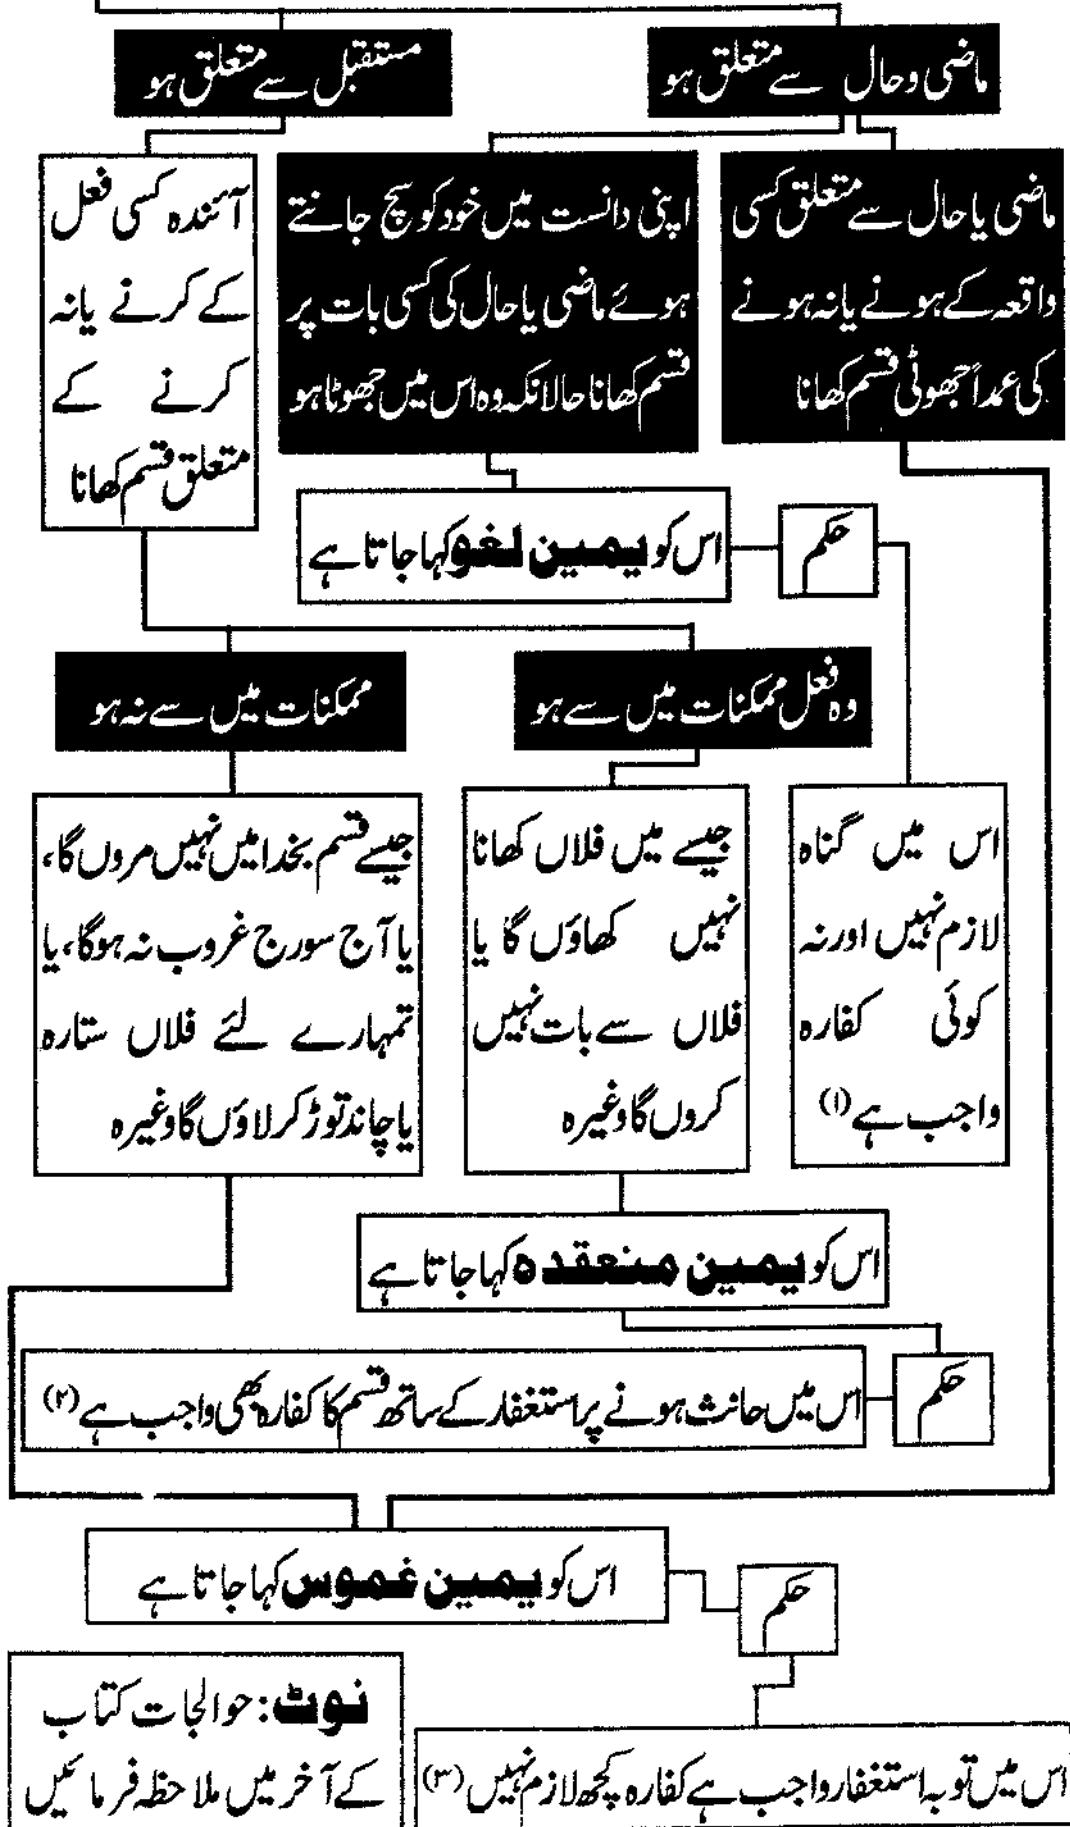 ماضی وحال سے متعلق ہو
مستقبل سے متعلق ہو
ماضی یا حال سے متعلق کسی
واقعہ کے ہونے یا نہ ہونے
کی عمداً جھوٹی قسم کھانا
اپنی دانست میں خود کو سچ جانتے
ہوئے ماضی یا حال کی کسی بات پر
قسم کھانا حالانکہ وہ اس میں جھوٹا ہو
آئندہ کسی فعل
کے کرنے یا نہ
کرنے کے
متعلق قسم کھانا
حکم
اس کو یمین لغو کہا جاتا ہے
وہ فعل ممکنات میں سے ہو
ممکنات میں سے نہ ہو
اس میں گناہ
لازم نہیں اور نہ
کوئی کفارہ
واجب ہے (۱)
جیسے میں فلاں کھانا
نہیں کھاؤں گا یا
فلاں سے بات نہیں
کروں گا وغیرہ
جیسے قسم بخدا میں نہیں مروں گا،
یا آج سورج غروب نہ ہوگا، یا
تمہارے لئے فلاں ستارہ
یا چاند توڑ کر لاؤں گا وغیرہ
اس کو یمین منعقدہ کہا جاتا ہے
حکم
اس میں حانث ہونے پر استغفار کے ساتھ قسم کا کفارہ بھی واجب ہے (۲)
اس کو یمین غموس کہا جاتا ہے
حکم
اس میں توبہ استغفار واجب ہے کفارہ کچھ لازم نہیں (۳)
نوٹ: حوالجات کتاب
کے آخر میں ملاحظہ فرمائیں